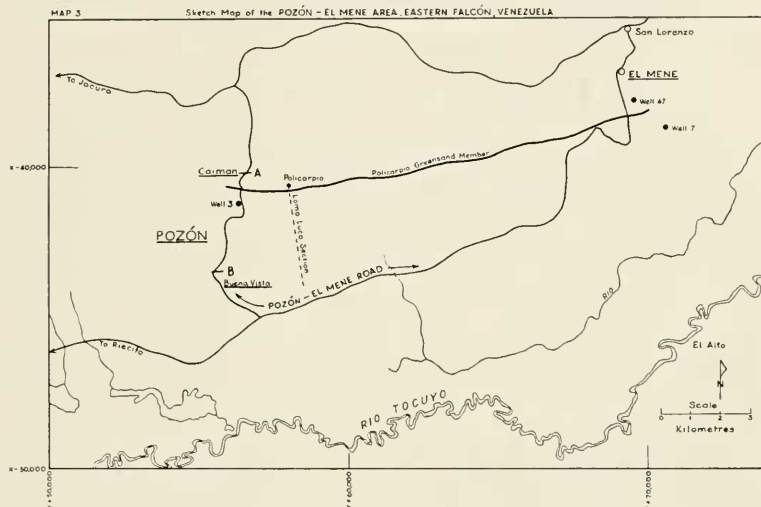 MAP 3
Sketch Map of the POZÓN – EL MENE AREA, EASTERN FALCÓN, VENEZUELA
San Lorenzo
To Jacura
EL MENE
Well 47
Well 7
Policarpio Greensand Member
X-40,000
Caiman
A
Policarpio
Well 3
Loma Luca Section
POZÓN
B
Buena Vista
POZÓN – EL MENE ROAD
RIO
To Riecito
El Alto
N
RIO TOCUYO
Scale
0 1 2 3
Kilometres
X-50,000
Y 50,000
Y 60,000
Y 70,000